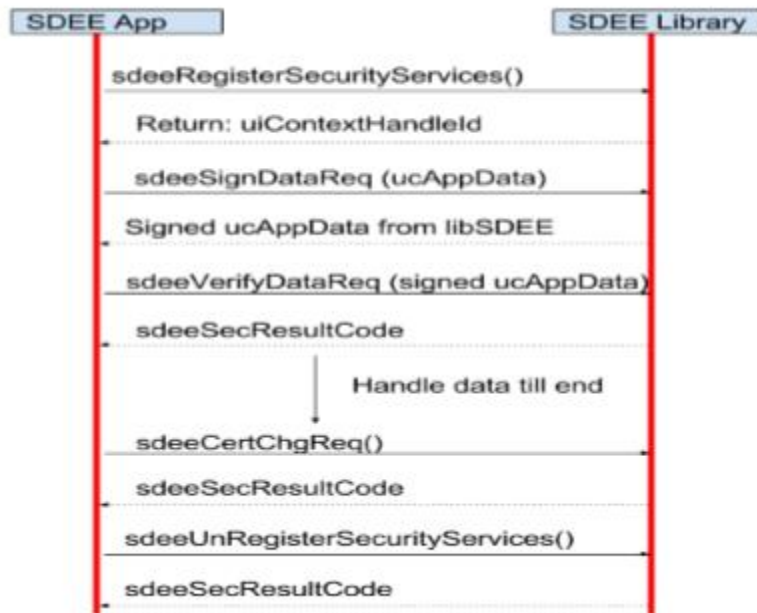 SDEE App
SDEE Library
sdeeRegisterSecurityServices()
Return: uiContextHandleId
sdeeSignDataReq (ucAppData)
Signed ucAppData from libSDEE
sdeeVerifyDataReq (signed ucAppData)
sdeeSecResultCode
Handle data till end
sdeeCertChgReq()
sdeeSecResultCode
sdeeUnRegisterSecurityServices()
sdeeSecResultCode